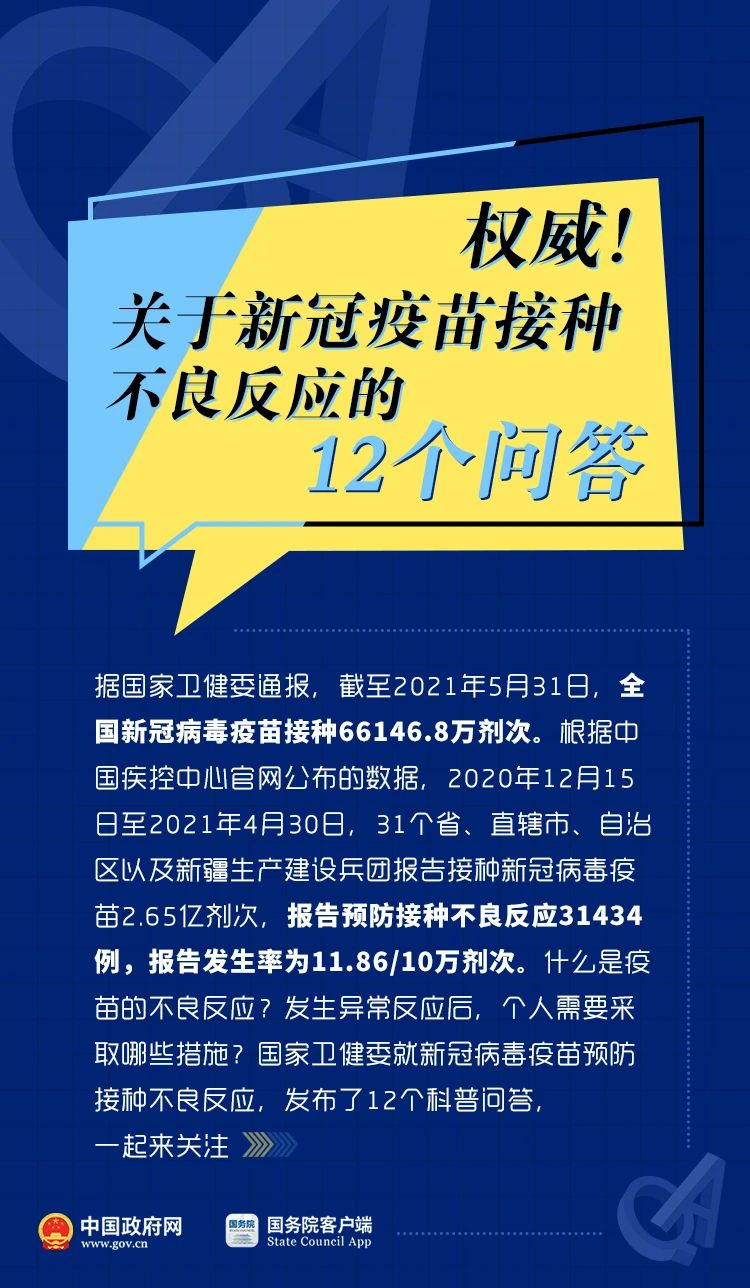 权威!
关于新冠疫苗接种
不良反应的
12个问答
据国家卫健委通报，截至2021年5月31日，全
国新冠病毒疫苗接种66146.8万剂次。根据中
国疾控中心官网公布的数据，2020年12月15
日至2021年4月30日，31个省、直辖市、自治
区以及新疆生产建设兵团报告接种新冠病毒疫
苗2.65亿剂次，报告预防接种不良反应31434
例，报告发生率为11.86/10万剂次。什么是疫
苗的不良反应？发生异常反应后，个人需要采
取哪些措施？国家卫健委就新冠病毒疫苗预防
接种不良反应，发布了12个科普问答，
一起来关注
中国政府网
www.gov.cn
国务院
国务院客户端
State Council App
QA